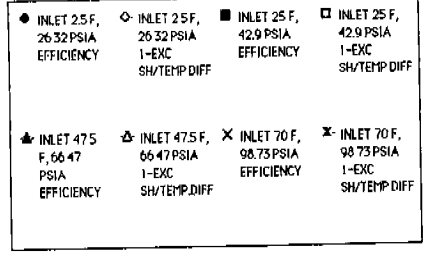 INLET 2.5 F,
26.32 PSIA
EFFICIENCY
INLET 2.5 F,
26.32 PSIA
1-EXC
SH/TEMP DIFF
INLET 25 F,
42.9 PSIA
EFFICIENCY
INLET 25 F,
42.9 PSIA
1-EXC
SH/TEMP DIFF
INLET 47.5
F, 66.47
PSIA
EFFICIENCY
INLET 47.5 F,
66.47 PSIA
1-EXC
SH/TEMP.DIFF
INLET 70 F,
98.73 PSIA
EFFICIENCY
INLET 70 F,
98.73 PSIA
1-EXC
SH/TEMP DIFF